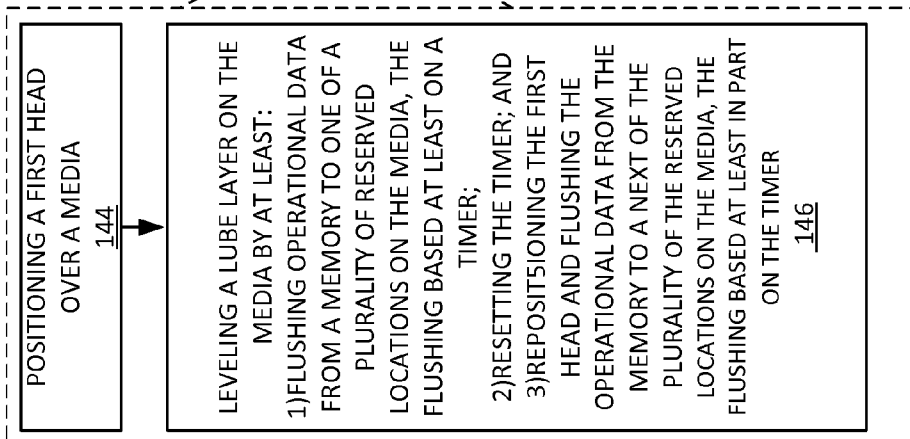 POSITIONING A FIRST HEAD
OVER A MEDIA
144
LEVELING A LUBE LAYER ON THE
MEDIA BY AT LEAST:
1)FLUSHING OPERATIONAL DATA
FROM A MEMORY TO ONE OF A
PLURALITY OF RESERVED
LOCATIONS ON THE MEDIA, THE
FLUSHING BASED AT LEAST ON A
TIMER;
2)RESETTING THE TIMER; AND
3)REPOSIT5IONING THE FIRST
HEAD AND FLUSHING THE
OPERATIONAL DATA FROM THE
MEMORY TO A NEXT OF THE
PLURALITY OF THE RESERVED
LOCATIONS ON THE MEDIA, THE
FLUSHING BASED AT LEAST IN PART
ON THE TIMER
146